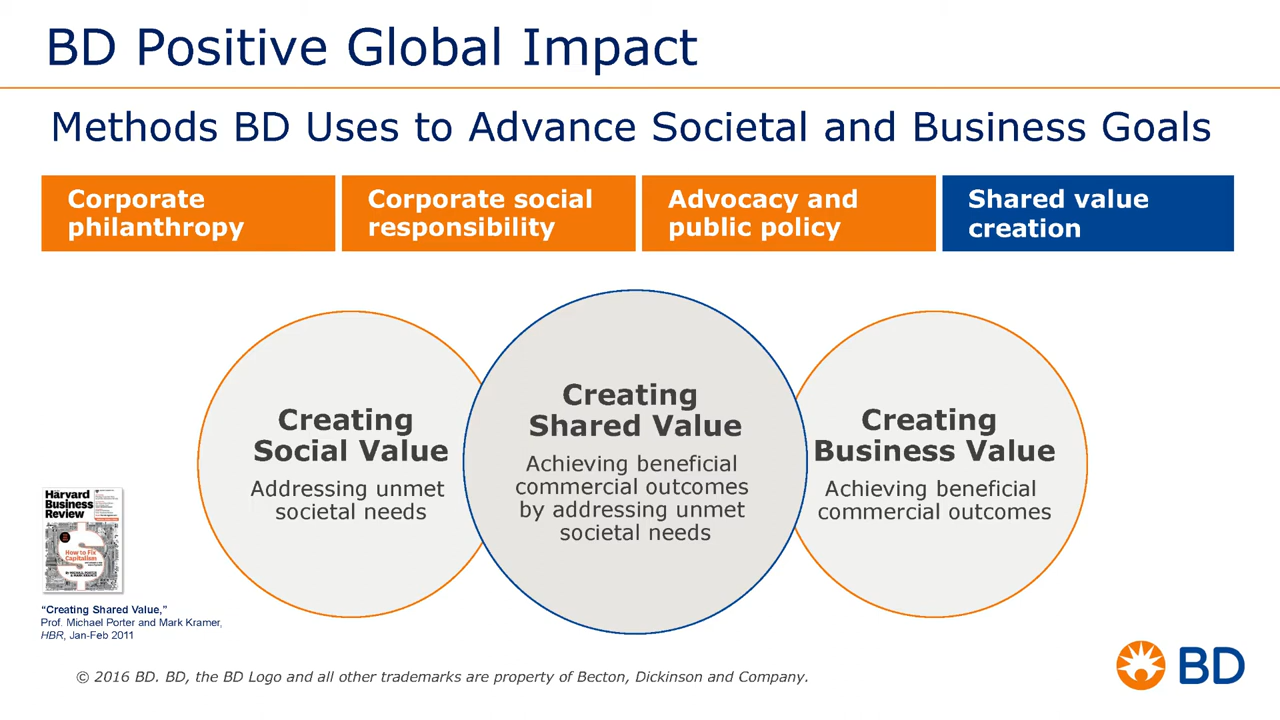 BD Positive Global Impact
Methods BD Uses to Advance Societal and Business Goals
Corporate
philanthropy
Corporate social
responsibility
Advocacy and
public policy
Shared value
creation
Creating
Social Value
Addressing unmet
societal needs
Creating
Shared Value
Achieving beneficial
commercial outcomes
by addressing unmet
societal needs
Creating
Business Value
Achieving beneficial
commercial outcomes
Harvard
Business
Review
How to Fix
Capitalism
“Creating Shared Value,”
Prof. Michael Porter and Mark Kramer,
HBR, Jan-Feb 2011
© 2016 BD. BD, the BD Logo and all other trademarks are property of Becton, Dickinson and Company.
BD